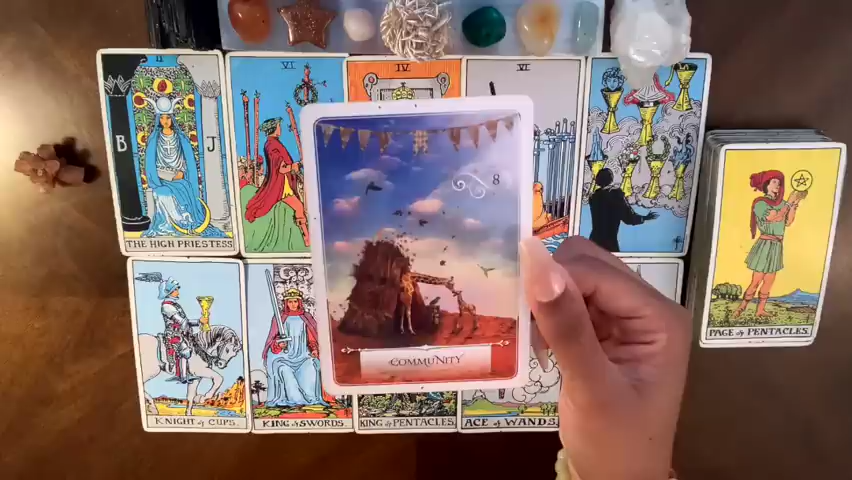 II
VI
IV
VI
B
J
8
THE HIGH PRIESTESS
COMMUNITY
PAGE of PENTACLES.
KNIGHT of CUPS.
KING of SWORDS.
KING of PENTACLES.
ACE of WANDS.